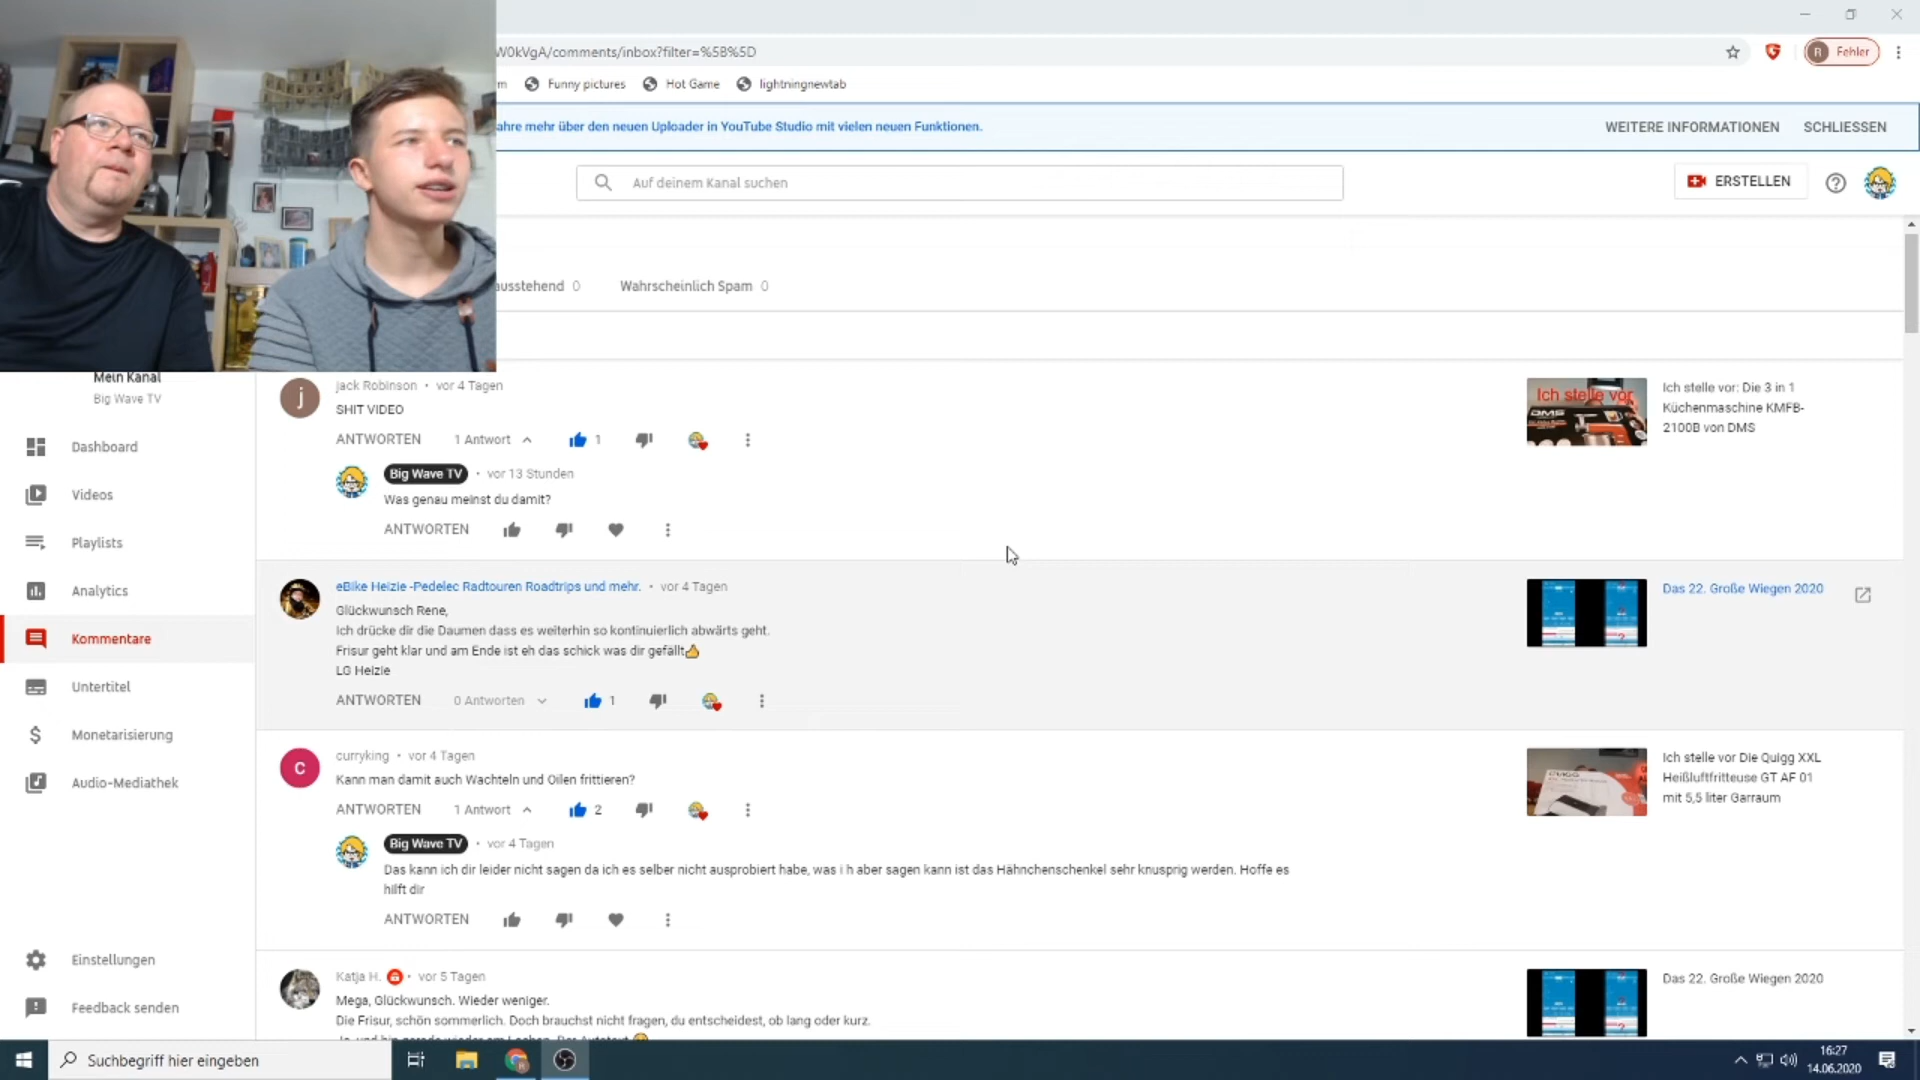 W0kVgA/comments/inbox?filter=%5B%5D
Fehler
m
Funny pictures
Hot Game
lightningnewtab
ahre mehr über den neuen Uploader in YouTube Studio mit vielen neuen Funktionen.
WEITERE INFORMATIONEN
SCHLIESSEN
Auf deinem Kanal suchen
ERSTELLEN
ausstehend 0
Wahrscheinlich Spam 0
Mein Kanal
Big Wave TV
Dashboard
Videos
Playlists
Analytics
Kommentare
Untertitel
Monetarisierung
Audio-Mediathek
Einstellungen
Feedback senden
jack Robinson • vor 4 Tagen
SHIT VIDEO
ANTWORTEN 1 Antwort 1
Big Wave TV • vor 13 Stunden
Was genau meinst du damit?
ANTWORTEN
Ich stelle vor
DMS
Ich stelle vor: Die 3 in 1
Küchenmaschine KMFB-
2100B von DMS
eBike Heizle -Pedelec Radtouren Roadtrips und mehr. • vor 4 Tagen
Glückwunsch Rene,
Ich drücke dir die Daumen dass es weiterhin so kontinuierlich abwärts geht.
Frisur geht klar und am Ende ist eh das schick was dir gefällt👍
LG Heizle
ANTWORTEN 0 Antworten 1
Das 22. Große Wiegen 2020
C
curryking • vor 4 Tagen
Kann man damit auch Wachteln und Oilen frittieren?
ANTWORTEN 1 Antwort 2
Big Wave TV • vor 4 Tagen
Das kann ich dir leider nicht sagen da ich es selber nicht ausprobiert habe, was i h aber sagen kann ist das Hähnchenschenkel sehr knusprig werden. Hoffe es
hilft dir
ANTWORTEN
Ich stelle vor Die Quigg XXL
Heißluftfritteuse GT AF 01
mit 5,5 liter Garraum
Katja H. • vor 5 Tagen
Mega, Glückwunsch. Wieder weniger.
Die Frisur, schön sommerlich. Doch brauchst nicht fragen, du entscheidest, ob lang oder kurz.
Das 22. Große Wiegen 2020
Suchbegriff hier eingeben
16:27
14.06.2020